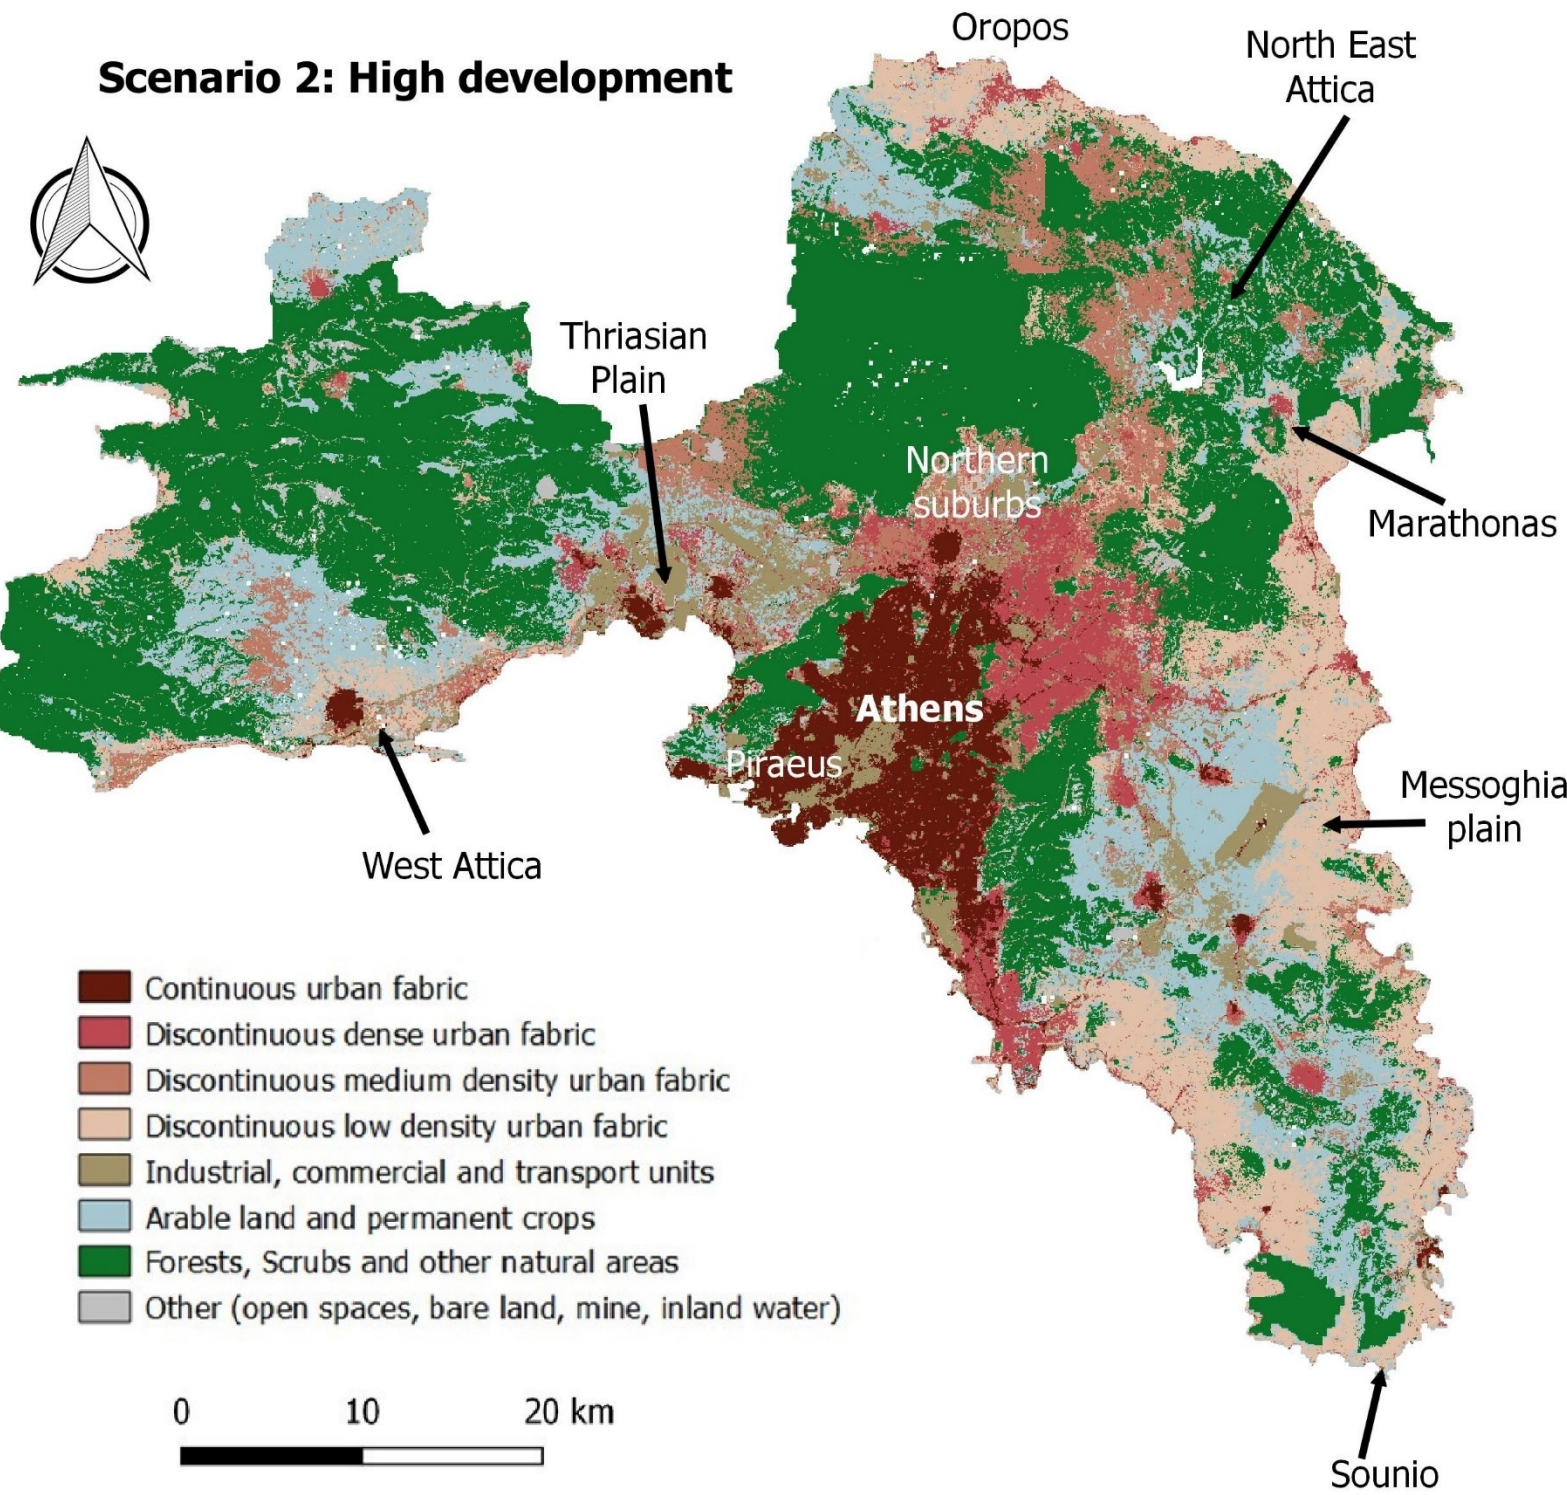 Oropos
North East
Attica
Scenario 2: High development
Thriasian
Plain
Northern
suburbs
Marathonas
Athens
Piraeus
Messoghia
plain
West Attica
Continuous urban fabric
Discontinuous dense urban fabric
Discontinuous medium density urban fabric
Discontinuous low density urban fabric
Industrial, commercial and transport units
Arable land and permanent crops
Forests, Scrubs and other natural areas
Other (open spaces, bare land, mine, inland water)
0 10 20 km
Sounio